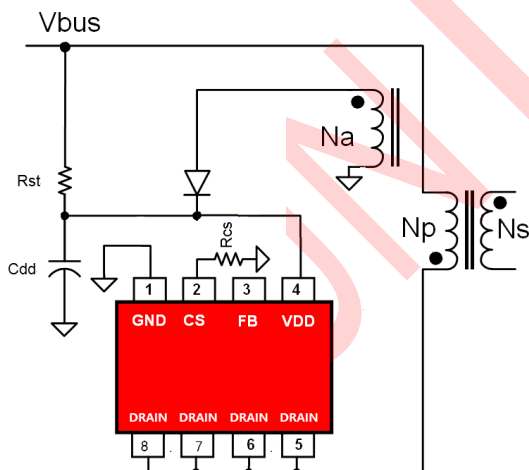 Vbus
Na
Rst
Rcs
Np Ns
Cdd
1 2 3 4
GND CS FB VDD
DRAIN DRAIN DRAIN DRAIN
8 7 6 5